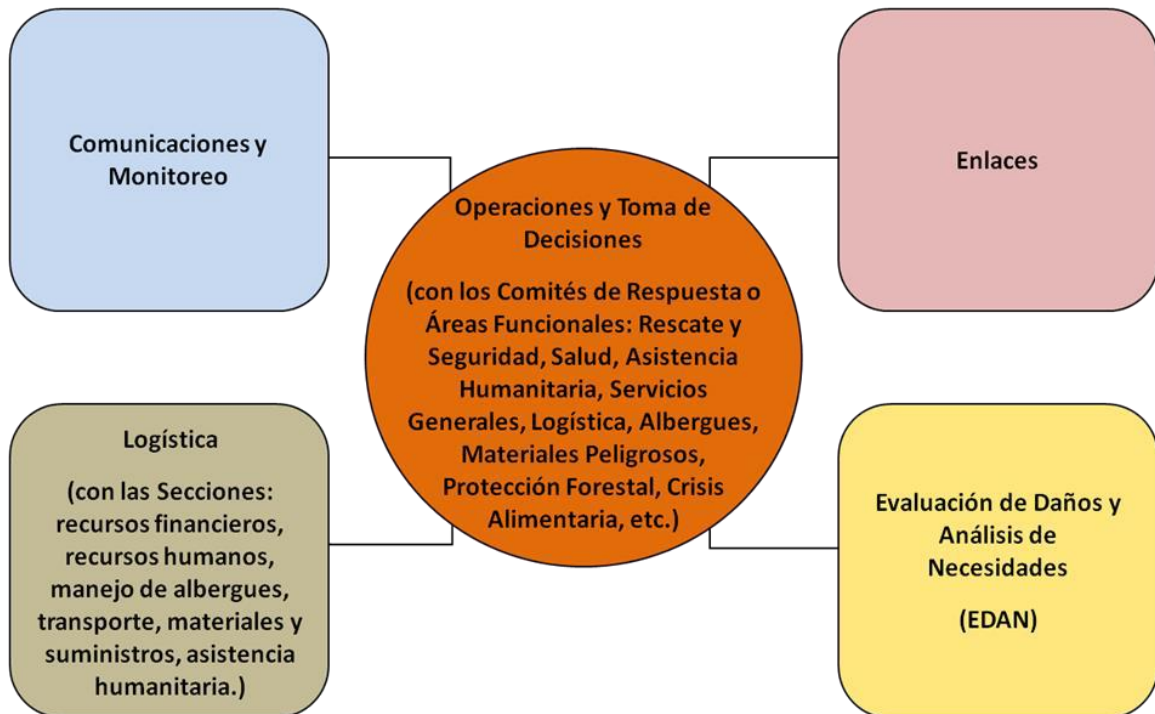 Comunicaciones y
Monitoreo
Enlaces
Operaciones y Toma de
Decisiones
(con los Comités de Respuesta o
Áreas Funcionales: Rescate y
Seguridad, Salud, Asistencia
Humanitaria, Servicios
Generales, Logística, Albergues,
Materiales Peligrosos,
Protección Forestal, Crisis
Alimentaria, etc.)
Logística
(con las Secciones:
recursos financieros,
recursos humanos,
manejo de albergues,
transporte, materiales y
suministros, asistencia
humanitaria.)
Evaluación de Daños y
Análisis de
Necesidades
(EDAN)